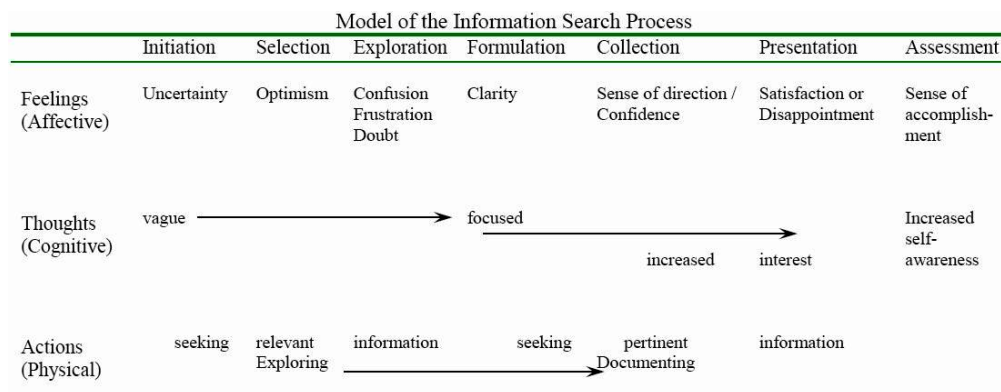 Model of the Information Search Process
Initiation Selection Exploration Formulation Collection Presentation Assessment
Feelings (Affective) Uncertainty Optimism Confusion Frustration Doubt Clarity Sense of direction / Confidence Satisfaction or Disappointment Sense of accomplish-ment
Thoughts (Cognitive) vague focused Increased self-awareness
increased interest
Actions (Physical) seeking relevant information seeking pertinent information
Exploring Documenting